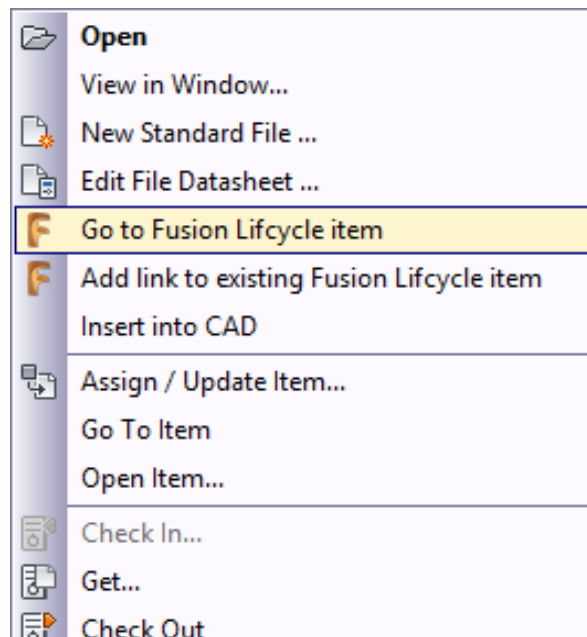 Open
View in Window...
New Standard File ...
Edit File Datasheet ...
Go to Fusion Lifcycle item
Add link to existing Fusion Lifcycle item
Insert into CAD
Assign / Update Item...
Go To Item
Open Item...
Check In...
Get...
Check Out